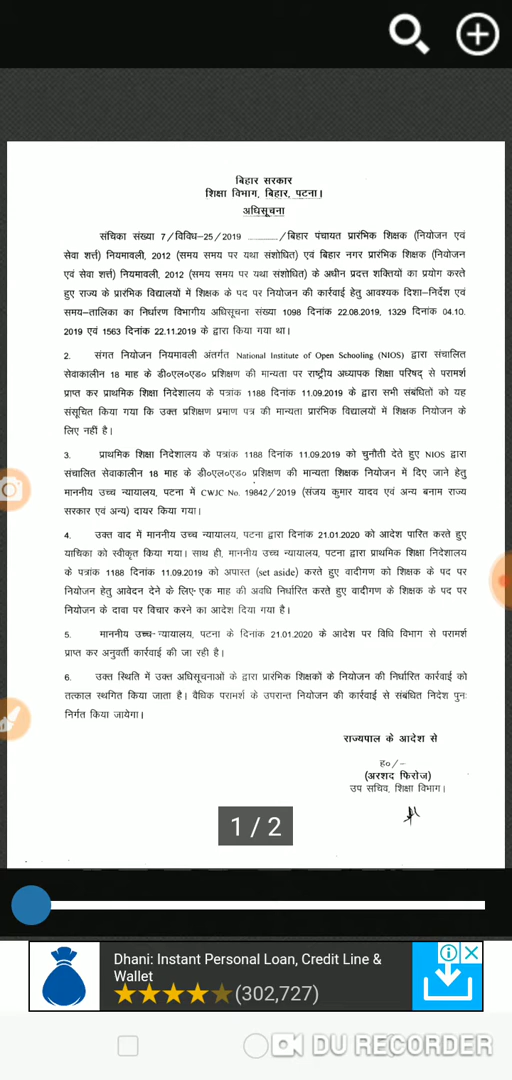 बिहार सरकार
शिक्षा विभाग, बिहार, पटना।
अधिसूचना
संचिका संख्या 7/विविध-25/2019 ............/बिहार पंचायत प्रारंभिक शिक्षक (नियोजन एवं
सेवा शर्त्त) नियमावली, 2012 (समय समय पर यथा संशोधित) एवं बिहार नगर प्रारंभिक शिक्षक (नियोजन
एवं सेवा शर्त्त) नियमावली, 2012 (समय समय पर यथा संशोधित) के अधीन प्रदत्त शक्तियों का प्रयोग करते
हुए राज्य के प्रारंभिक विद्यालयों में शिक्षक के पद पर नियोजन की कार्रवाई हेतु आवश्यक दिशा-निर्देश एवं
समय-तालिका का निर्धारण विभागीय अधिसूचना संख्या 1098 दिनांक 22.08.2019, 1329 दिनांक 04.10.
2019 एवं 1563 दिनांक 22.11.2019 के द्वारा किया गया था।
2. संगत नियोजन नियमावली अंतर्गत National Institute of Open Schooling (NIOS) द्वारा संचालित
सेवाकालीन 18 माह के डी०एल०एड० प्रशिक्षण की मान्यता पर राष्ट्रीय अध्यापक शिक्षा परिषद् से परामर्श
प्राप्त कर प्राथमिक शिक्षा निदेशालय के पत्रांक 1188 दिनांक 11.09.2019 के द्वारा सभी संबंधितों को यह
संसूचित किया गया कि उक्त प्रशिक्षण प्रमाण पत्र की मान्यता प्रारंभिक विद्यालयों में शिक्षक नियोजन के
लिए नहीं है।
3. प्राथमिक शिक्षा निदेशालय के पत्रांक 1188 दिनांक 11.09.2019 को चुनौती देते हुए NIOS द्वारा
संचालित सेवाकालीन 18 माह के डी०एल०एड० प्रशिक्षण की मान्यता शिक्षक नियोजन में दिए जाने हेतु
माननीय उच्च न्यायालय, पटना में CWJC No. 19842/2019 (संजय कुमार यादव एवं अन्य बनाम राज्य
सरकार एवं अन्य) दायर किया गया।
4. उक्त वाद में माननीय उच्च न्यायालय, पटना द्वारा दिनांक 21.01.2020 को आदेश पारित करते हुए
याचिका को स्वीकृत किया गया। साथ ही, माननीय उच्च न्यायालय, पटना द्वारा प्राथमिक शिक्षा निदेशालय
के पत्रांक 1188 दिनांक 11.09.2019 को अपास्त (set aside) करते हुए वादीगण को शिक्षक के पद पर
नियोजन हेतु आवेदन देने के लिए एक माह की अवधि निर्धारित करते हुए वादीगण के शिक्षक के पद पर
नियोजन के दावा पर विचार करने का आदेश दिया गया है।
5. माननीय उच्च-न्यायालय, पटना के दिनांक 21.01.2020 के आदेश पर विधि विभाग से परामर्श
प्राप्त कर अनुवर्ती कार्रवाई की जा रही है।
6. उक्त स्थिति में उक्त अधिसूचनाओं के द्वारा प्रारंभिक शिक्षकों के नियोजन की निर्धारित कार्रवाई को
तत्काल स्थगित किया जाता है। वैधिक परामर्श के उपरान्त नियोजन की कार्रवाई से संबंधित निदेश पुनः
निर्गत किया जायेगा।
राज्यपाल के आदेश से
ह०/-
(अरशद फिरोज)
उप सचिव, शिक्षा विभाग।
1 / 2
Dhani: Instant Personal Loan, Credit Line &
Wallet
(302,727)
DU RECORDER